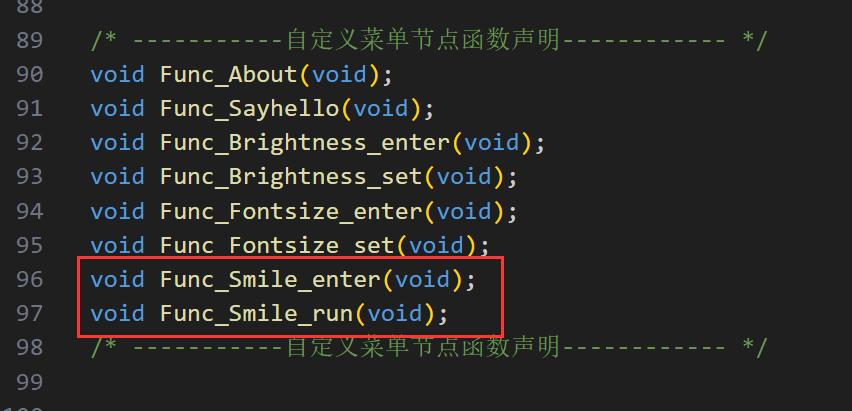 88
89 /* -----------自定义菜单节点函数声明------------ */
90 void Func_About(void);
91 void Func_Sayhello(void);
92 void Func_Brightness_enter(void);
93 void Func_Brightness_set(void);
94 void Func_Fontsize_enter(void);
95 void Func_Fontsize_set(void);
96 void Func_Smile_enter(void);
97 void Func_Smile_run(void);
98 /* -----------自定义菜单节点函数声明------------ */
99